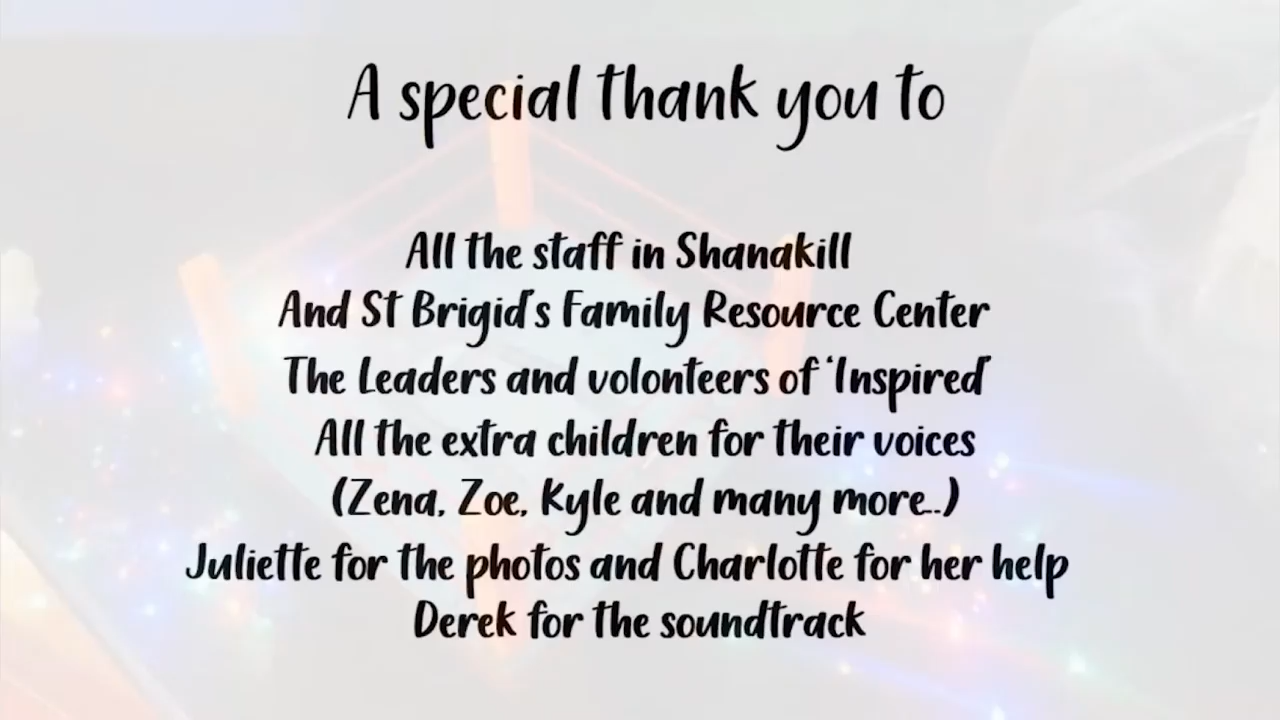 A special thank you to
All the staff in Shanakill
And St Brigid's Family Resource Center
The Leaders and volonteers of 'Inspired'
All the extra children for their voices
(Zena, Zoe, Kyle and many more..)
Juliette for the photos and Charlotte for her help
Derek for the soundtrack